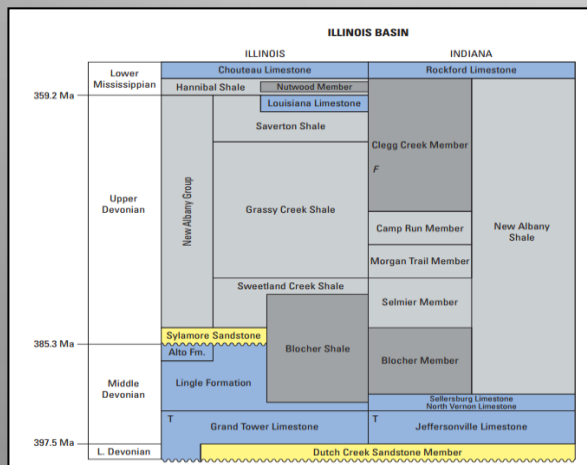 ILLINOIS BASIN
ILLINOIS
INDIANA
Lower
Mississippian
Chouteau Limestone
Rockford Limestone
Hannibal Shale
Nutwood Member
359.2 Ma
Louisiana Limestone
Saverton Shale
Clegg Creek Member
F
Upper
Devonian
New Albany Group
Grassy Creek Shale
Camp Run Member
New Albany
Shale
Morgan Trail Member
Sweetland Creek Shale
Selmier Member
Sylamore Sandstone
385.3 Ma
Alto Fm.
Blocher Shale
Blocher Member
Middle
Devonian
Lingle Formation
Sellersburg Limestone
North Vernon Limestone
T
Grand Tower Limestone
T
Jeffersonville Limestone
397.5 Ma
L. Devonian
Dutch Creek Sandstone Member